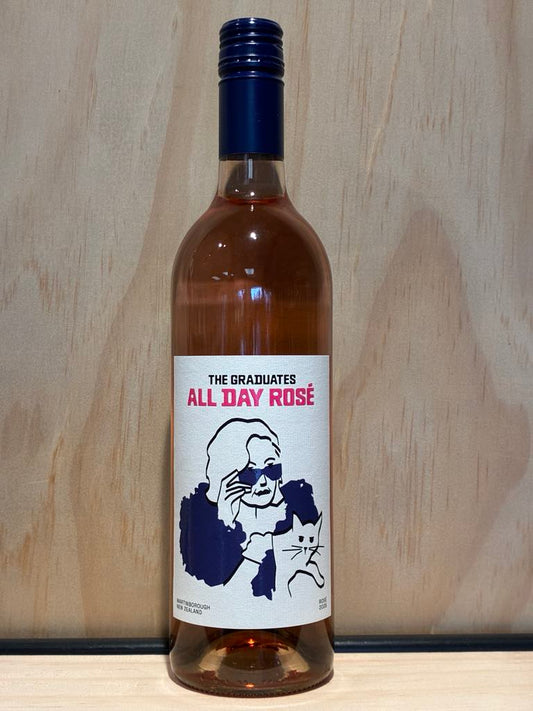 THE GRADUATES
ALL DAY ROSÉ
MARTINBOROUGH
NEW ZEALAND
ROSÉ